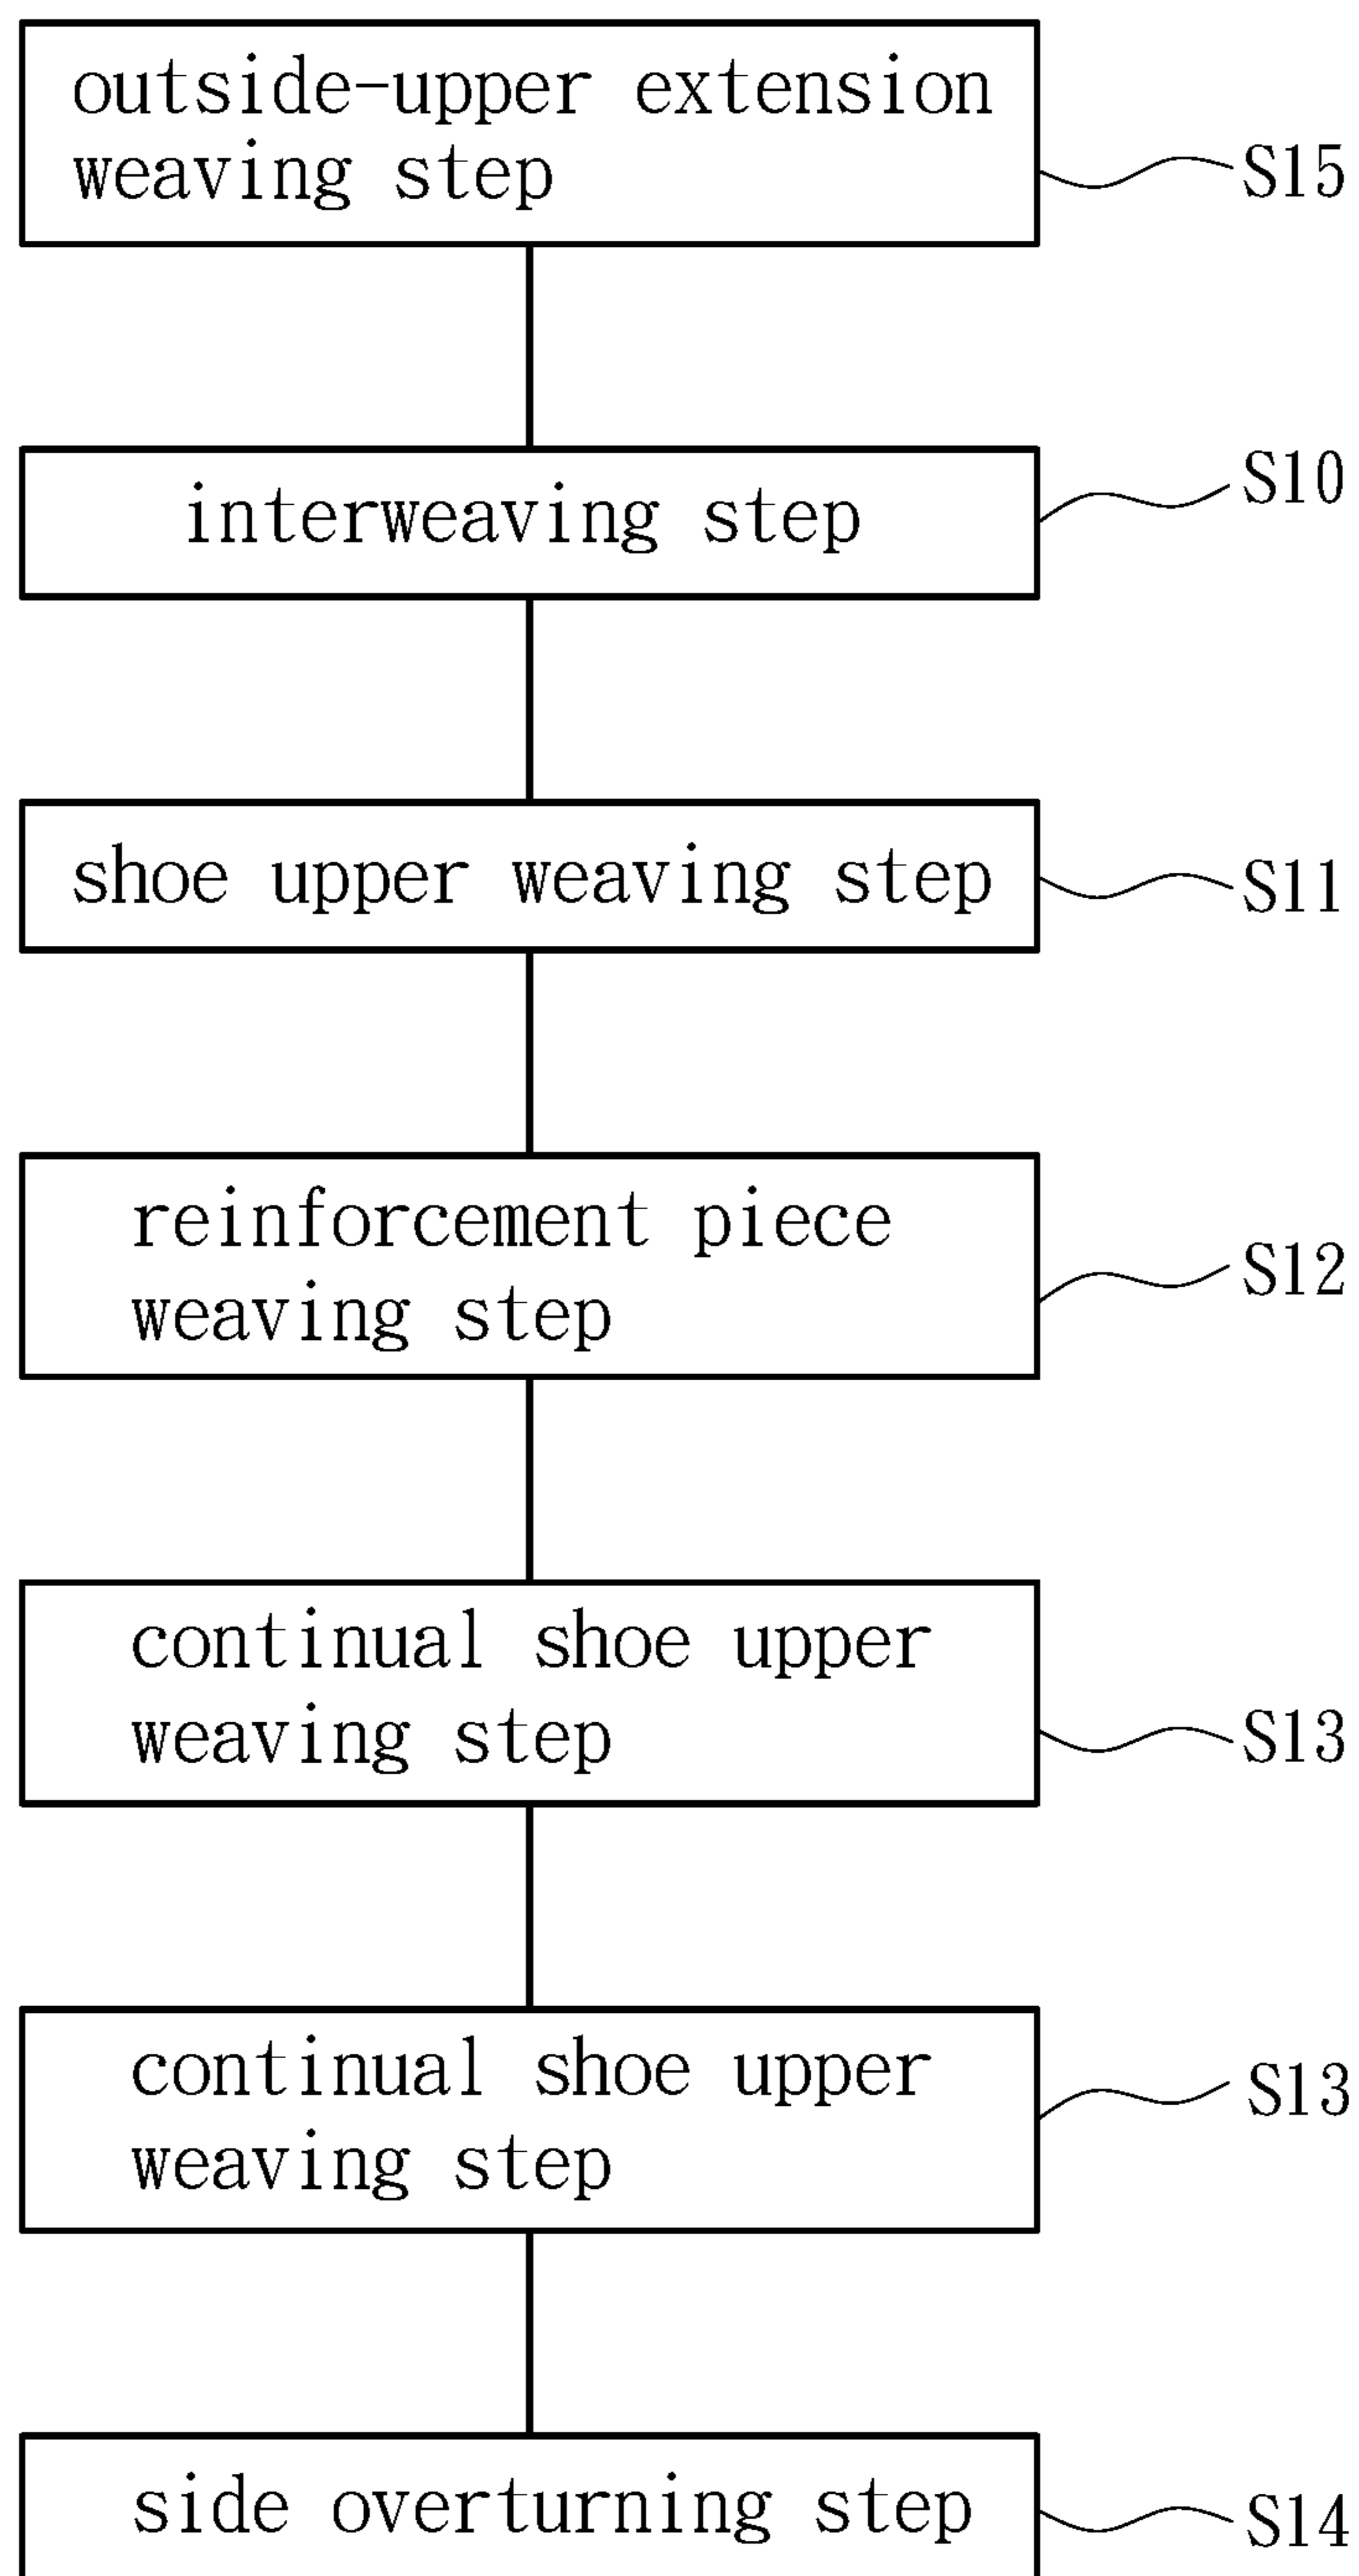 outside-upper extension
weaving step
S15
interweaving step
S10
shoe upper weaving step
S11
reinforcement piece
weaving step
S12
continual shoe upper
weaving step
S13
continual shoe upper
weaving step
S13
side overturning step
S14